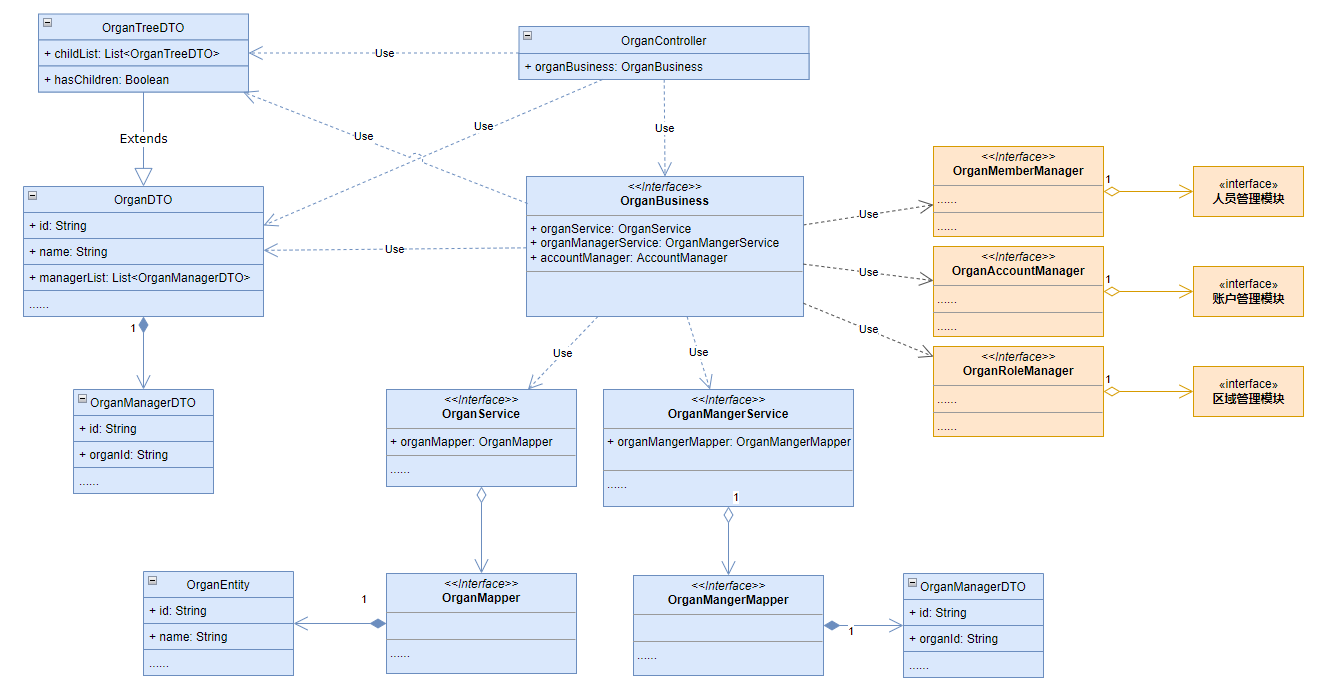 OrganTreeDTO
+ childList: List<OrganTreeDTO>
+ hasChildren: Boolean
OrganController
+ organBusiness: OrganBusiness
Use
Use
Use
Use
Extends
OrganDTO
+ id: String
+ name: String
+ managerList: List<OrganManagerDTO>
......
1
Use
<<Interface>>
OrganBusiness
+ organService: OrganService
+ organManagerService: OrganMangerService
+ accountManager: AccountManager
Use
Use
Use
<<Interface>>
OrganMemberManager
......
......
1
«interface»
人员管理模块
<<Interface>>
OrganAccountManager
......
......
1
«interface»
账户管理模块
<<Interface>>
OrganRoleManager
......
......
1
«interface»
区域管理模块
Use
Use
OrganManagerDTO
+ id: String
+ organId: String
......
<<Interface>>
OrganService
+ organMapper: OrganMapper
......
<<Interface>>
OrganMangerService
+ organMangerMapper: OrganMangerMapper
......
1
OrganEntity
+ id: String
+ name: String
......
1
<<Interface>>
OrganMapper
......
<<Interface>>
OrganMangerMapper
......
1
OrganManagerDTO
+ id: String
+ organId: String
......